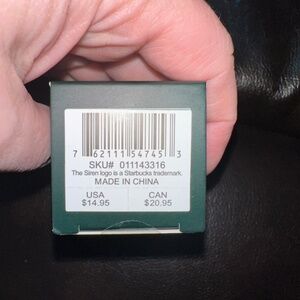 7 62111 54745 3
SKU# 011143316
The Siren logo is a Starbucks trademark.
MADE IN CHINA
USA CAN
$14.95 $20.95